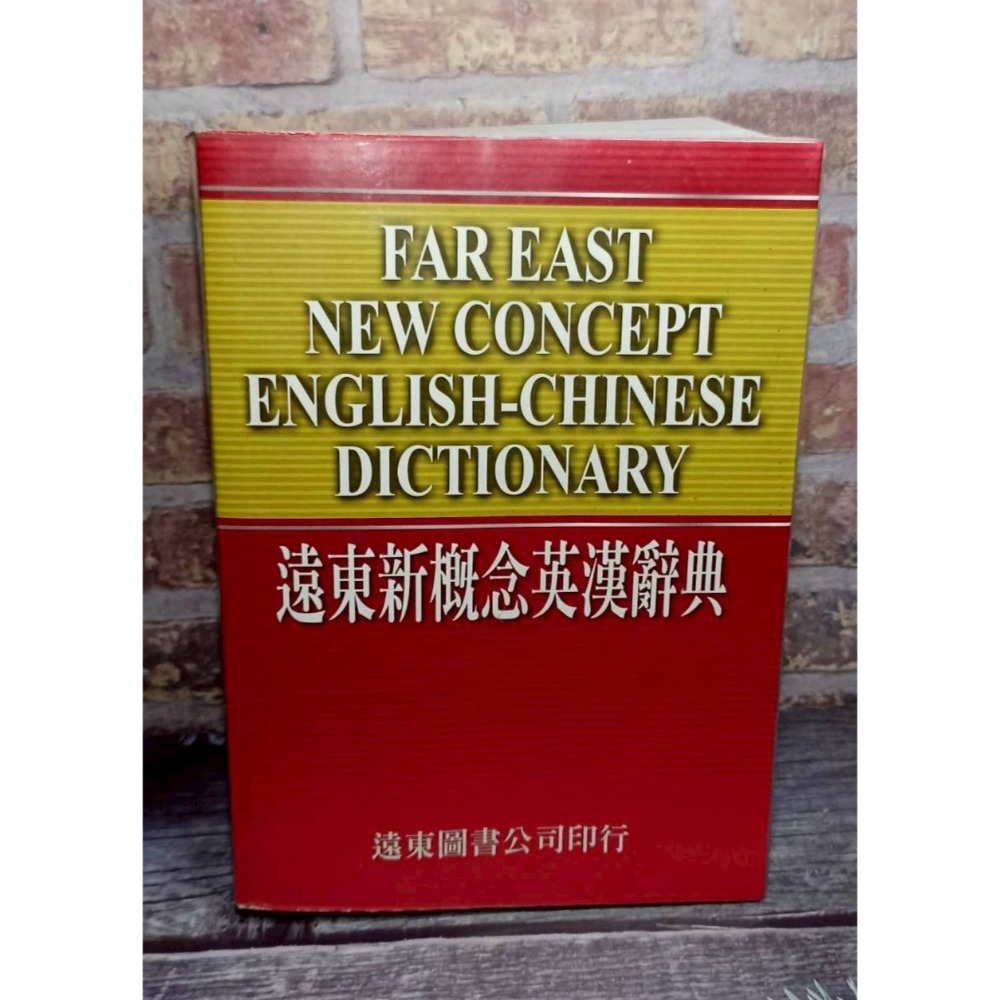 FAR EAST
NEW CONCEPT
ENGLISH-CHINESE
DICTIONARY
遠東新概念英漢辭典
遠東圖書公司印行